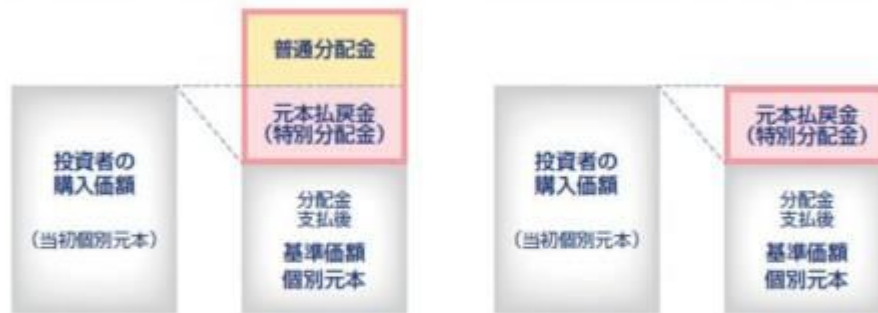 普通分配金
元本払戻金
(特別分配金)
投資者の
購入価額
(当初個別元本)
分配金
支払後
基準価額
個別元本
元本払戻金
(特別分配金)
投資者の
購入価額
(当初個別元本)
分配金
支払後
基準価額
個別元本